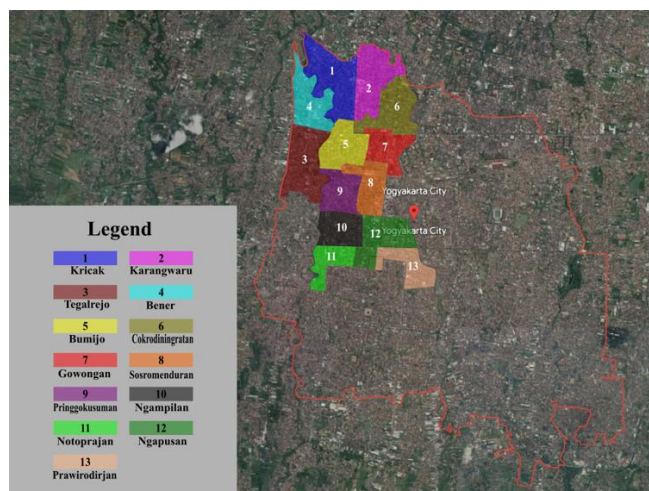 1
2
4
6
5
7
3
8
9
Yogyakarta City
10
12
Yogyakarta City
11
13
Legend
1 2
Kricak Karangwaru
3 4
Tegalrejo Bener
5 6
Bumijo Cokrodiningratan
7 8
Gowongan Sosromenduran
9 10
Pringgokusuman Ngampilan
11 12
Notoprajan Ngapusan
13
Prawirodirjan